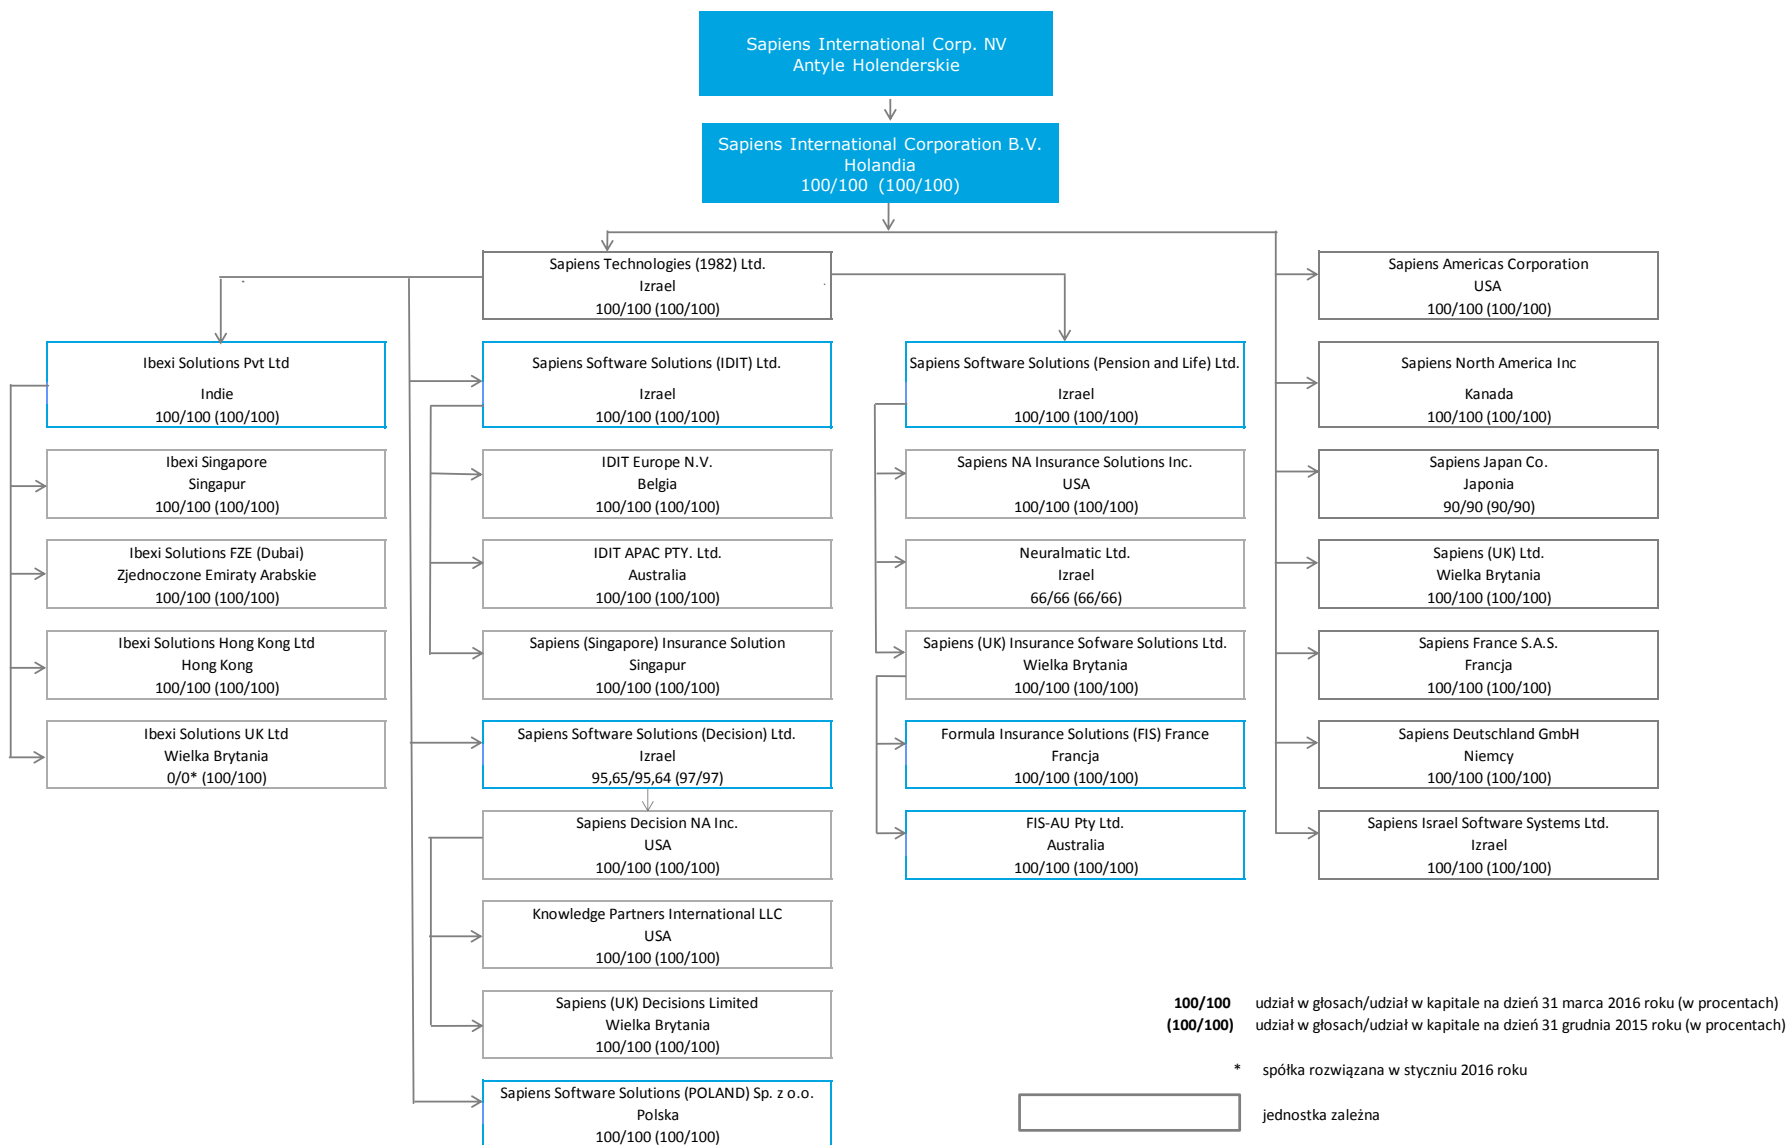 Sapiens International Corp. NV
Antyle Holenderskie
Sapiens International Corporation B.V.
Holandia
100/100 (100/100)
Sapiens Technologies (1982) Ltd.
Izrael
100/100 (100/100)
Ibexi Solutions Pvt Ltd
Indie
100/100 (100/100)
Ibexi Singapore
Singapur
100/100 (100/100)
Ibexi Solutions FZE (Dubai)
Zjednoczone Emiraty Arabskie
100/100 (100/100)
Ibexi Solutions Hong Kong Ltd
Hong Kong
100/100 (100/100)
Ibexi Solutions UK Ltd
Wielka Brytania
0/0* (100/100)
Sapiens Software Solutions (IDIT) Ltd.
Izrael
100/100 (100/100)
IDIT Europe N.V.
Belgia
100/100 (100/100)
IDIT APAC PTY. Ltd.
Australia
100/100 (100/100)
Sapiens (Singapore) Insurance Solution
Singapur
100/100 (100/100)
Sapiens Software Solutions (Decision) Ltd.
Izrael
95,65/95,64 (97/97)
Sapiens Decision NA Inc.
USA
100/100 (100/100)
Knowledge Partners International LLC
USA
100/100 (100/100)
Sapiens (UK) Decisions Limited
Wielka Brytania
100/100 (100/100)
Sapiens Software Solutions (POLAND) Sp. z o.o.
Polska
100/100 (100/100)
Sapiens Software Solutions (Pension and Life) Ltd.
Izrael
100/100 (100/100)
Sapiens NA Insurance Solutions Inc.
USA
100/100 (100/100)
Neuralmatic Ltd.
Izrael
66/66 (66/66)
Sapiens (UK) Insurance Sofware Solutions Ltd.
Wielka Brytania
100/100 (100/100)
Formula Insurance Solutions (FIS) France
Francja
100/100 (100/100)
FIS-AU Pty Ltd.
Australia
100/100 (100/100)
Sapiens Americas Corporation
USA
100/100 (100/100)
Sapiens North America Inc
Kanada
100/100 (100/100)
Sapiens Japan Co.
Japonia
90/90 (90/90)
Sapiens (UK) Ltd.
Wielka Brytania
100/100 (100/100)
Sapiens France S.A.S.
Francja
100/100 (100/100)
Sapiens Deutschland GmbH
Niemcy
100/100 (100/100)
Sapiens Israel Software Systems Ltd.
Izrael
100/100 (100/100)
100/100 udział w głosach/udział w kapitale na dzień 31 marca 2016 roku (w procentach)
(100/100) udział w głosach/udział w kapitale na dzień 31 grudnia 2015 roku (w procentach)
* spółka rozwiązana w styczniu 2016 roku
jednostka zależna